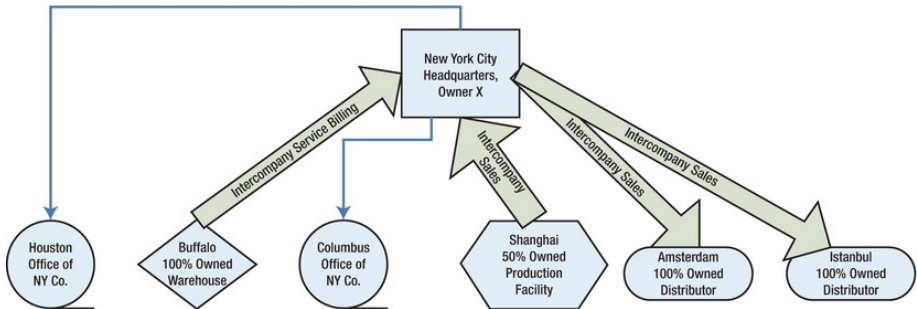 New York City
Headquarters,
Owner X
Intercompany Service Billing
Intercompany
Sales
Intercompany Sales
Intercompany Sales
Houston
Office of
NY Co.
Buffalo
100% Owned
Warehouse
Columbus
Office of
NY Co.
Shanghai
50% Owned
Production
Facility
Amsterdam
100% Owned
Distributor
Istanbul
100% Owned
Distributor